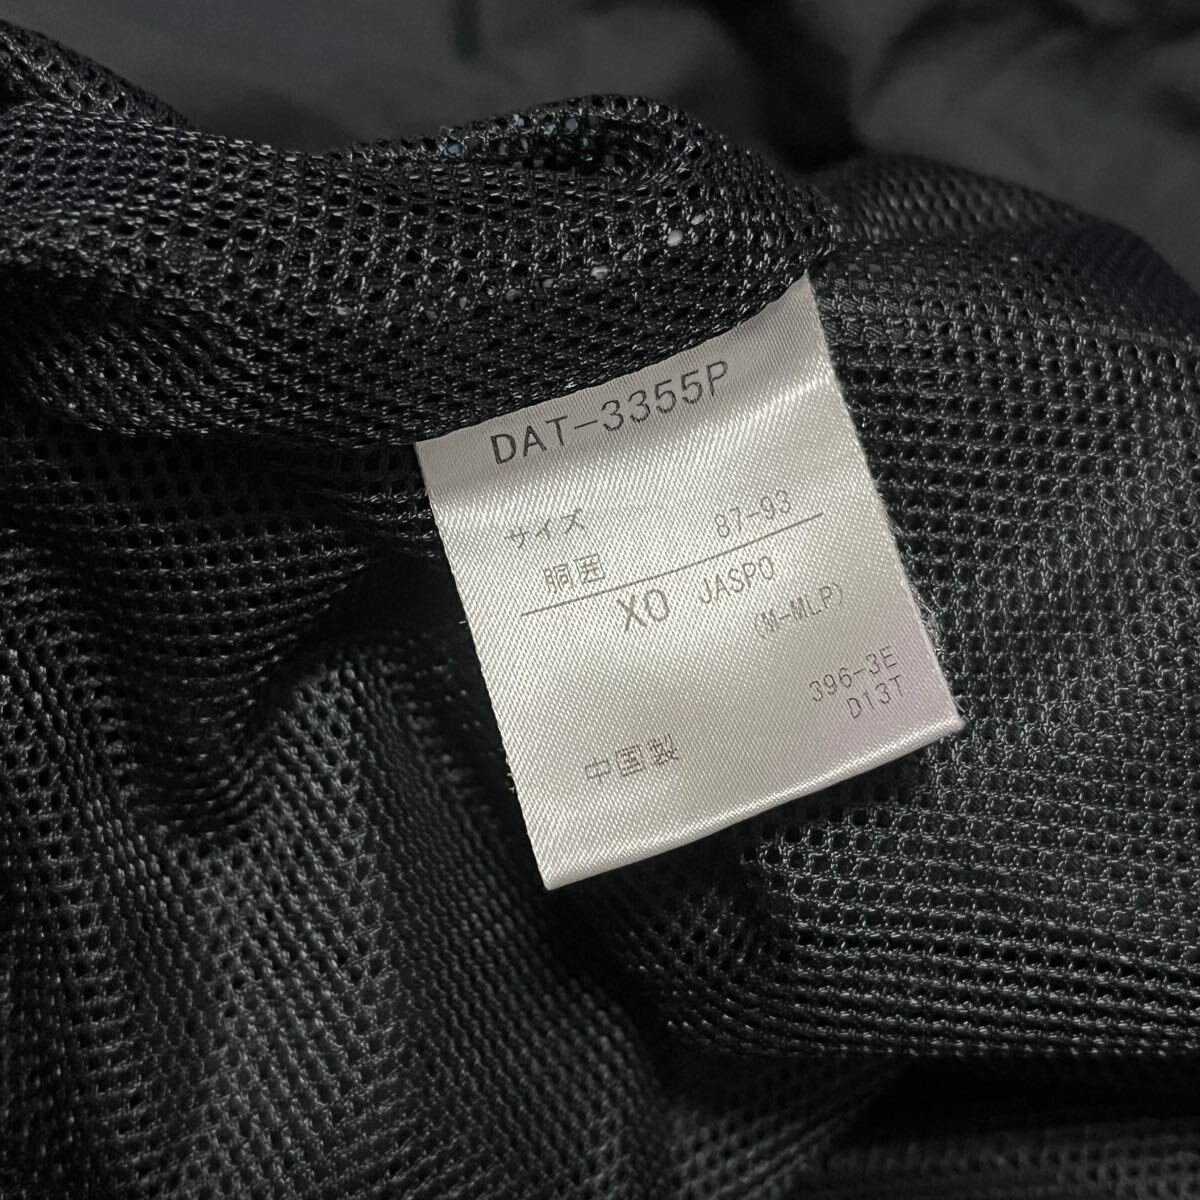 DAT-3355P
サイズ
胴囲 87-93
XO JASPO
(M-MLP)
396-3E
D13T
中国製